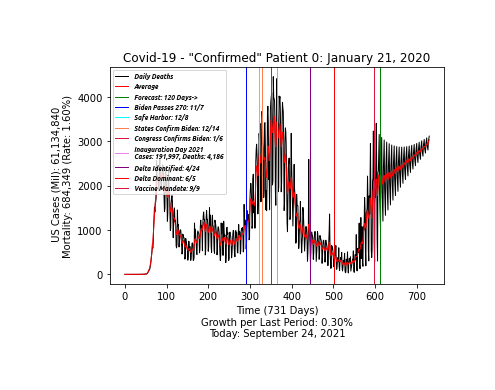 Covid-19 - "Confirmed" Patient 0: January 21, 2020
US Cases (Mil): 61,134,840
Mortality: 684,349 (Rate: 1.60%)
4000
3000
2000
1000
0
Daily Deaths
Average
Forecast: 120 Days->
Biden Passes 270: 11/7
Safe Harbor: 12/8
States Confirm Biden: 12/14
Congress Confirms Biden: 1/6
Inauguration Day 2021
Cases: 191,997, Deaths: 4,186
Delta Identified: 4/24
Delta Dominant: 6/5
Vaccine Mandate: 9/9
0 100 200 300 400 500 600 700
Time (731 Days)
Growth per Last Period: 0.30%
Today: September 24, 2021